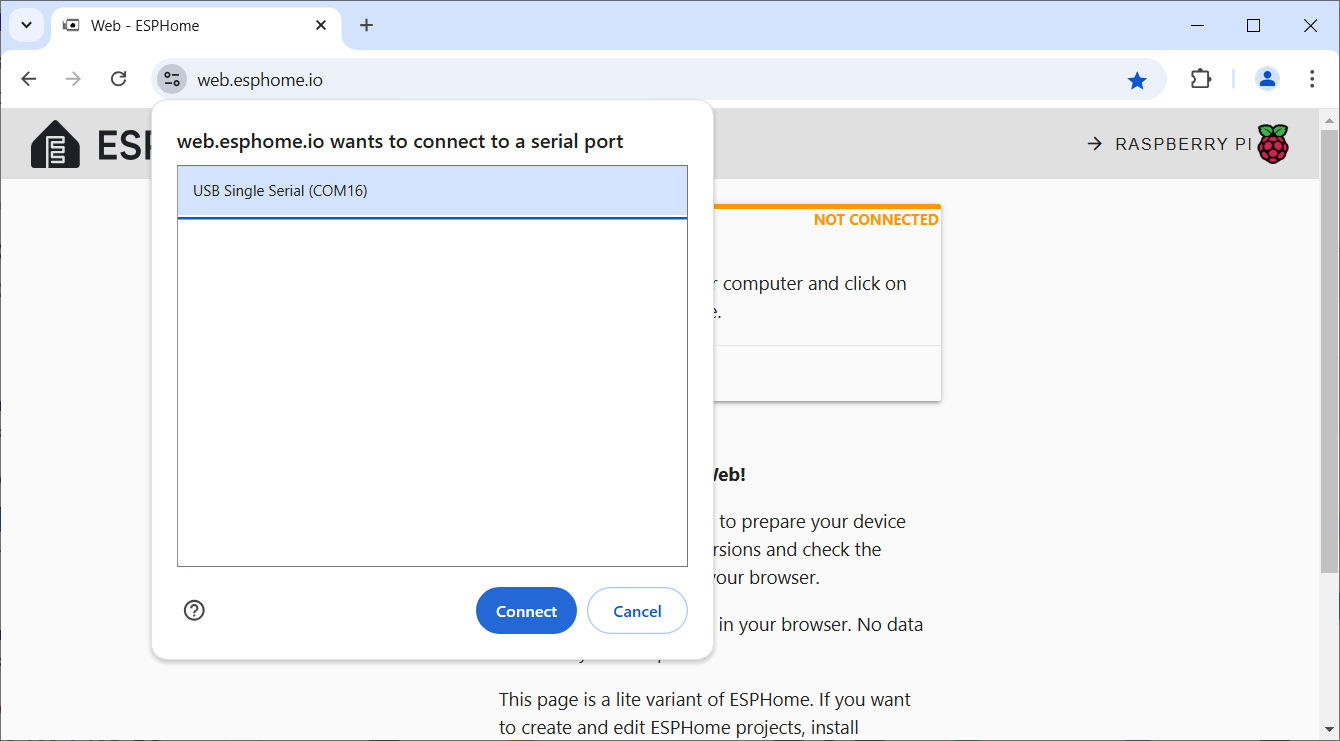 Web - ESPHome
web.esphome.io
ESP
RASPBERRY PI
web.esphome.io wants to connect to a serial port
USB Single Serial (COM16)
Connect
Cancel
NOT CONNECTED
computer and click on
to prepare your device
rsions and check the
your browser.
in your browser. No data
This page is a lite variant of ESPHome. If you want
to create and edit ESPHome projects, install